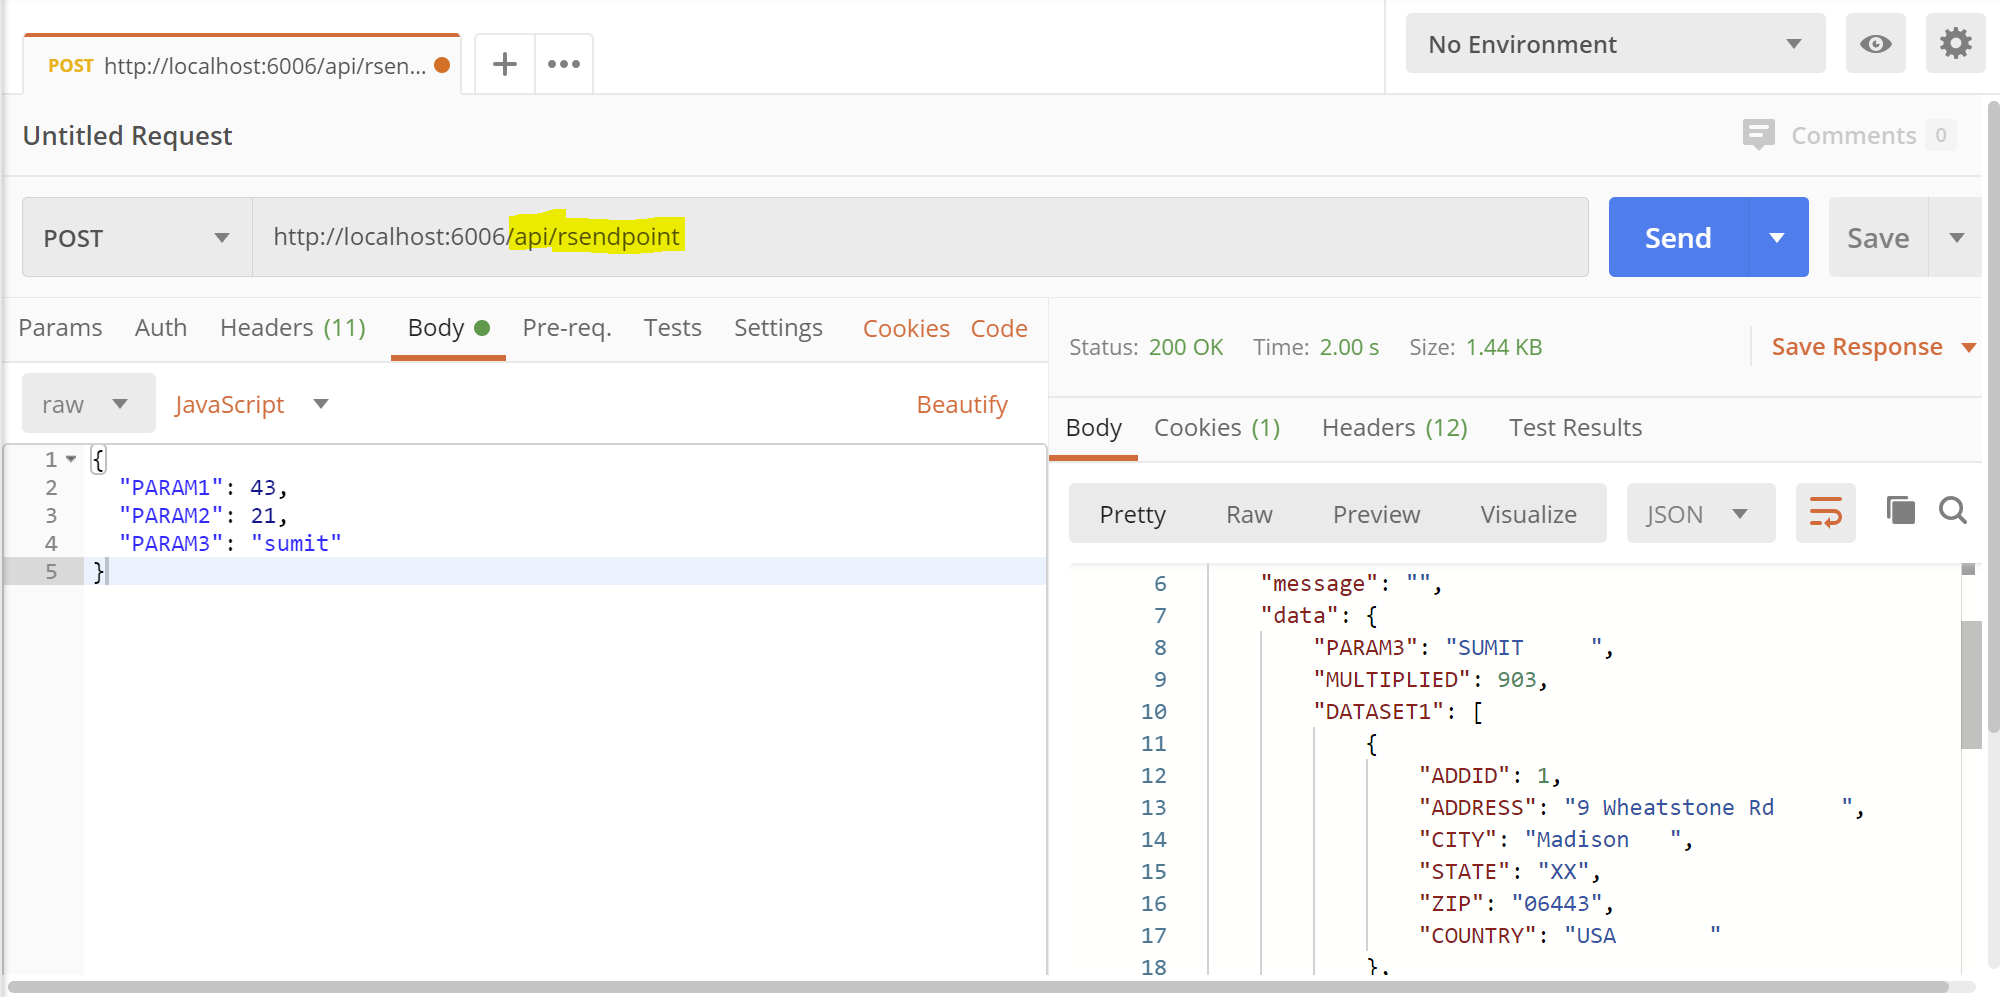 POST http://localhost:6006/api/rsen...
No Environment
Untitled Request
Comments 0
POST http://localhost:6006/api/rsendpoint Send Save
Params Auth Headers (11) Body Pre-req. Tests Settings Cookies Code
raw JavaScript Beautify
1 {
2 "PARAM1": 43,
3 "PARAM2": 21,
4 "PARAM3": "sumit"
5 }
Status: 200 OK Time: 2.00 s Size: 1.44 KB Save Response
Body Cookies (1) Headers (12) Test Results
Pretty Raw Preview Visualize JSON
6 "message": "",
7 "data": {
8 "PARAM3": "SUMIT     ",
9 "MULTIPLIED": 903,
10 "DATASET1": [
11 {
12 "ADDID": 1,
13 "ADDRESS": "9 Wheatstone Rd     ",
14 "CITY": "Madison   ",
15 "STATE": "XX",
16 "ZIP": "06443",
17 "COUNTRY": "USA       "
18 },